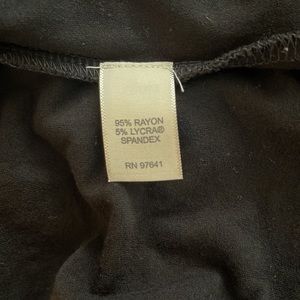 95% RAYON
5% LYCRA®
SPANDEX
RN 97641